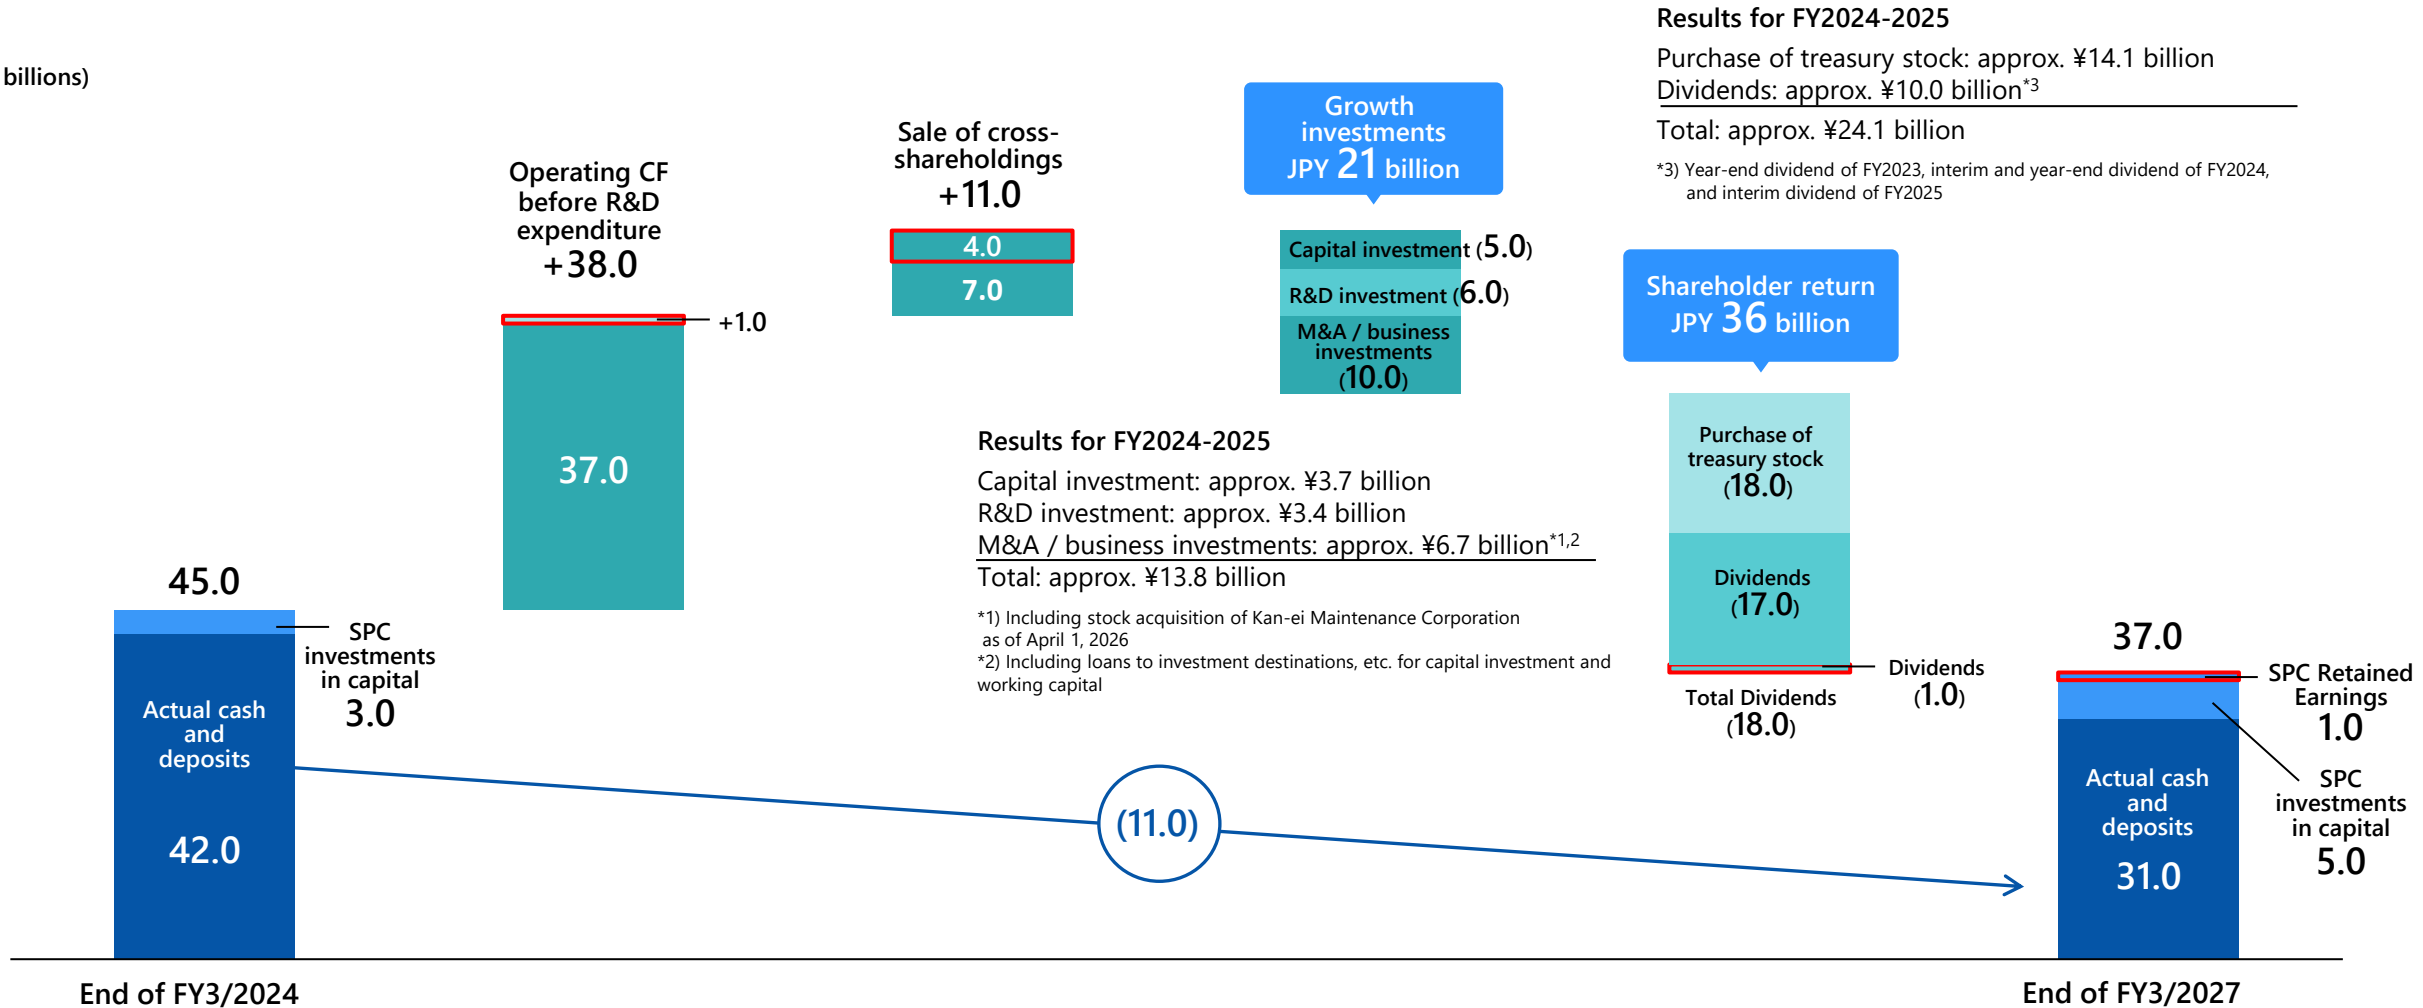 billions)
45.0
SPC
investments
in capital
3.0
Actual cash
and
deposits
42.0
End of FY3/2024
Operating CF
before R&D
expenditure
+38.0
+1.0
37.0
Sale of cross-
shareholdings
+11.0
4.0
7.0
Growth
investments
JPY 21 billion
Capital investment (5.0)
R&D investment (6.0)
M&A / business
investments
(10.0)
Results for FY2024-2025
Capital investment: approx. ¥3.7 billion
R&D investment: approx. ¥3.4 billion
M&A / business investments: approx. ¥6.7 billion*1,2
Total: approx. ¥13.8 billion
*1) Including stock acquisition of Kan-ei Maintenance Corporation
as of April 1, 2026
*2) Including loans to investment destinations, etc. for capital investment and
working capital
(11.0)
Results for FY2024-2025
Purchase of treasury stock: approx. ¥14.1 billion
Dividends: approx. ¥10.0 billion*3
Total: approx. ¥24.1 billion
*3) Year-end dividend of FY2023, interim and year-end dividend of FY2024,
and interim dividend of FY2025
Shareholder return
JPY 36 billion
Purchase of
treasury stock
(18.0)
Dividends
(17.0)
Dividends
(1.0)
Total Dividends
(18.0)
37.0
SPC Retained
Earnings
1.0
SPC
investments
in capital
5.0
Actual cash
and
deposits
31.0
End of FY3/2027